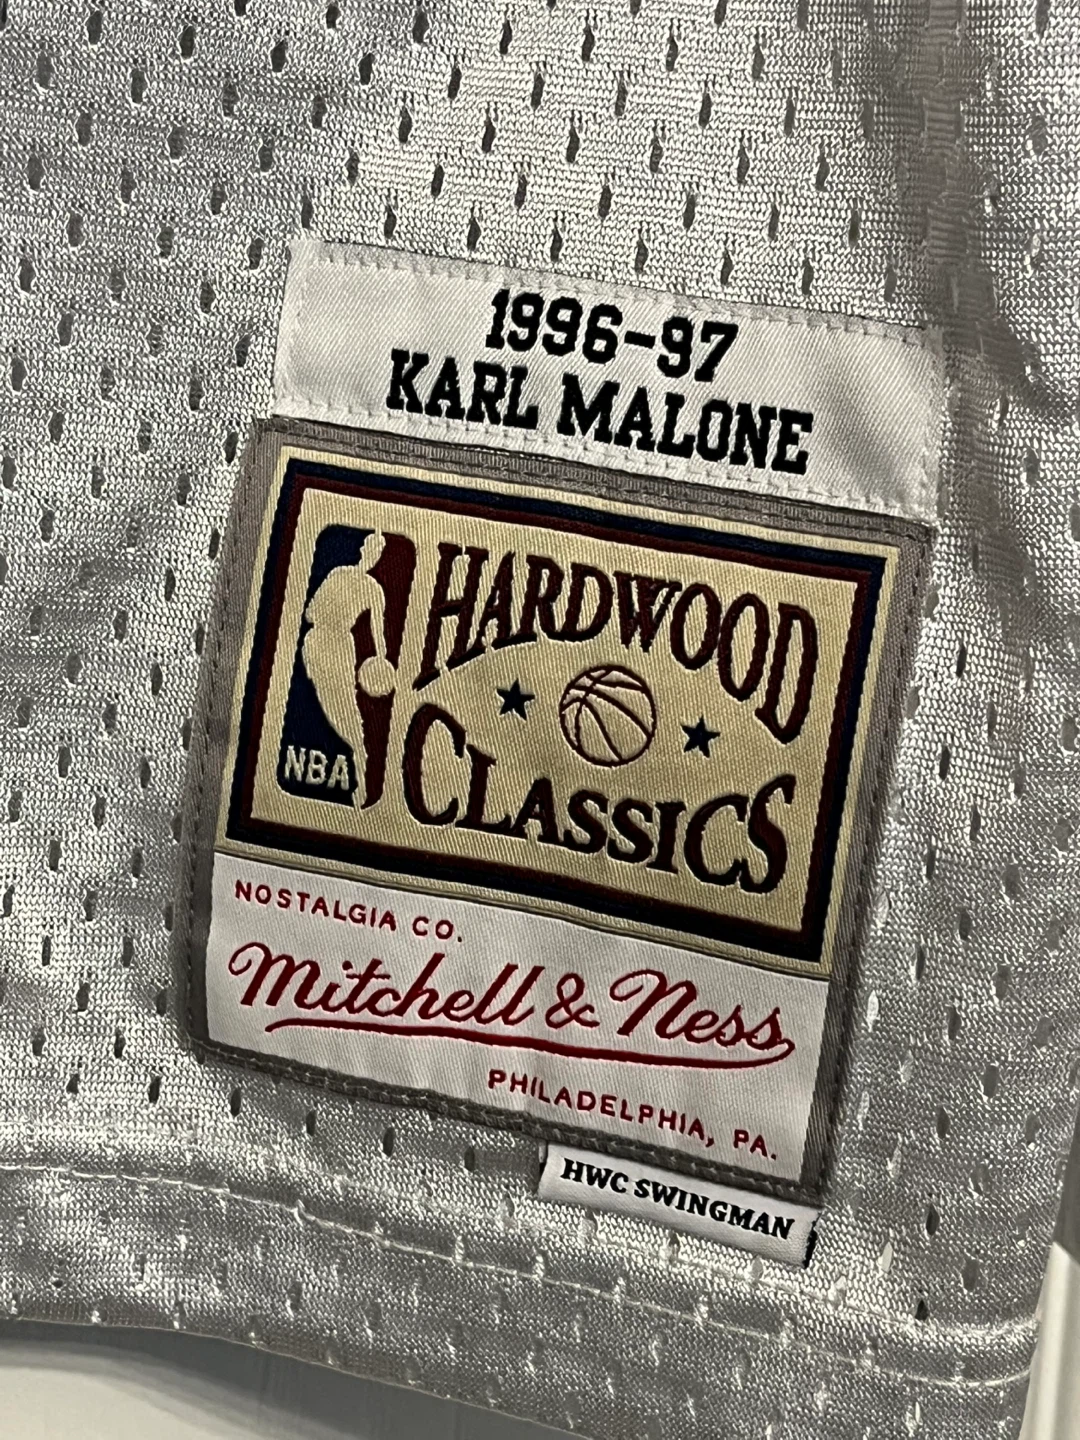 1996-97
KARL MALONE
HARDWOOD
CLASSICS
NBA
NOSTALGIA CO.
Mitchell & Ness
PHILADELPHIA, PA.
HWC SWINGMAN